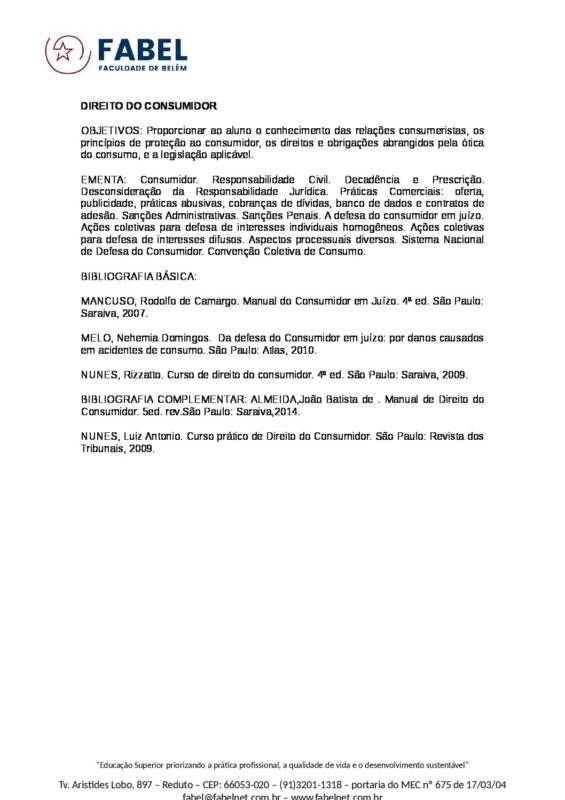 FABEL
FACULDADE DE BELÉM
DIREITO DO CONSUMIDOR
OBJETIVOS: Proporcionar ao aluno o conhecimento das relações consumeristas, os
princípios de proteção ao consumidor, os direitos e obrigações abrangidos pela ótica
do consumo, e a legislação aplicável.
EMENTA: Consumidor. Responsabilidade Civil. Decadência e Prescrição.
Desconsideração da Responsabilidade Jurídica. Práticas Comerciais: oferta,
publicidade, práticas abusivas, cobranças de dívidas, banco de dados e contratos de
adesão. Sanções Administrativas. Sanções Penais. A defesa do consumidor em juízo.
Ações coletivas para defesa de interesses individuais homogêneos. Ações coletivas
para defesa de interesses difusos. Aspectos processuais diversos. Sistema Nacional
de Defesa do Consumidor. Convenção Coletiva de Consumo.
BIBLIOGRAFIA BÁSICA:
MANCUSO, Rodolfo de Camargo. Manual do Consumidor em Juízo. 4ª ed. São Paulo:
Saraiva, 2007.
MELO, Nehemia Domingos. Da defesa do Consumidor em juízo: por danos causados
em acidentes de consumo. São Paulo: Atlas, 2010.
NUNES, Rizzatto. Curso de direito do consumidor. 4ª ed. São Paulo: Saraiva, 2009.
BIBLIOGRAFIA COMPLEMENTAR: ALMEIDA,João Batista de . Manual de Direito do
Consumidor. 5ed. rev.São Paulo: Saraiva,2014.
NUNES, Luiz Antonio. Curso prático de Direito do Consumidor. São Paulo: Revista dos
Tribunais, 2009.
"Educação Superior priorizando a prática profissional, a qualidade de vida e o desenvolvimento sustentável"
Tv. Aristides Lobo, 897 – Reduto – CEP: 66053-020 – (91)3201-1318 – portaria do MEC nº 675 de 17/03/04
fabel@fabelnet.com.br – www.fabelnet.com.br